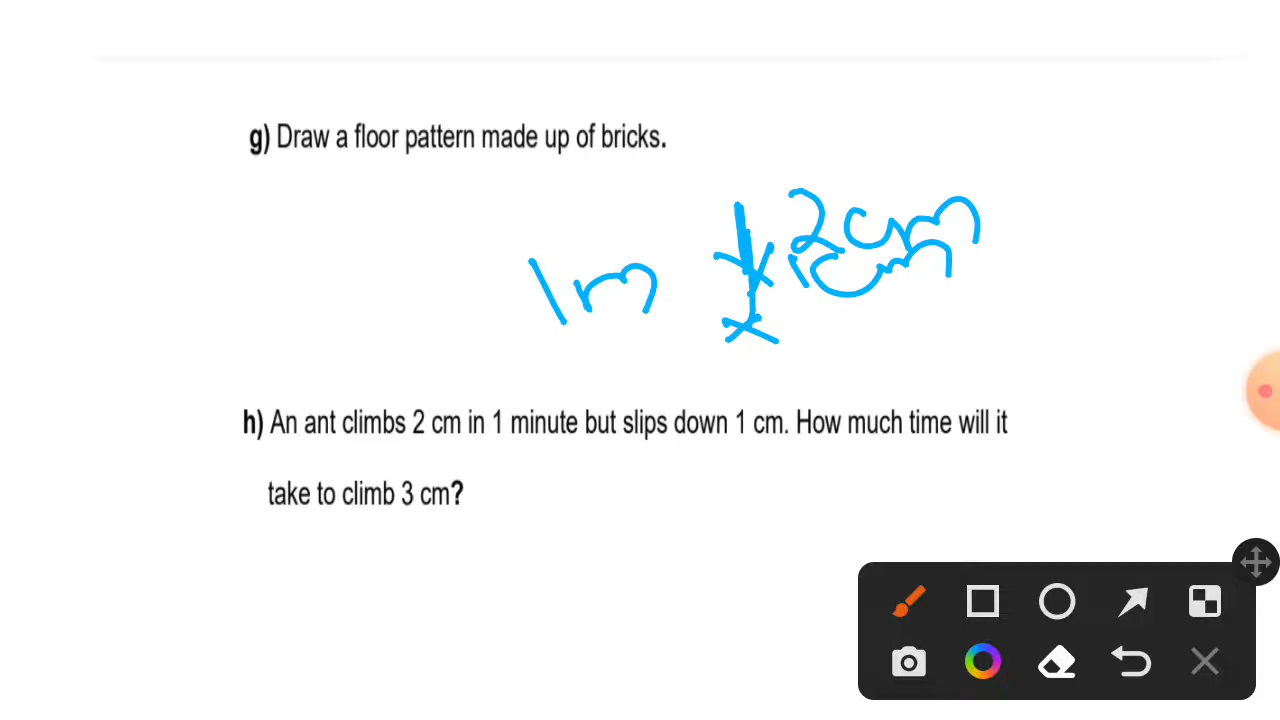 g) Draw a floor pattern made up of bricks.
2cm
1m 1cm
h) An ant climbs 2 cm in 1 minute but slips down 1 cm. How much time will it
take to climb 3 cm?